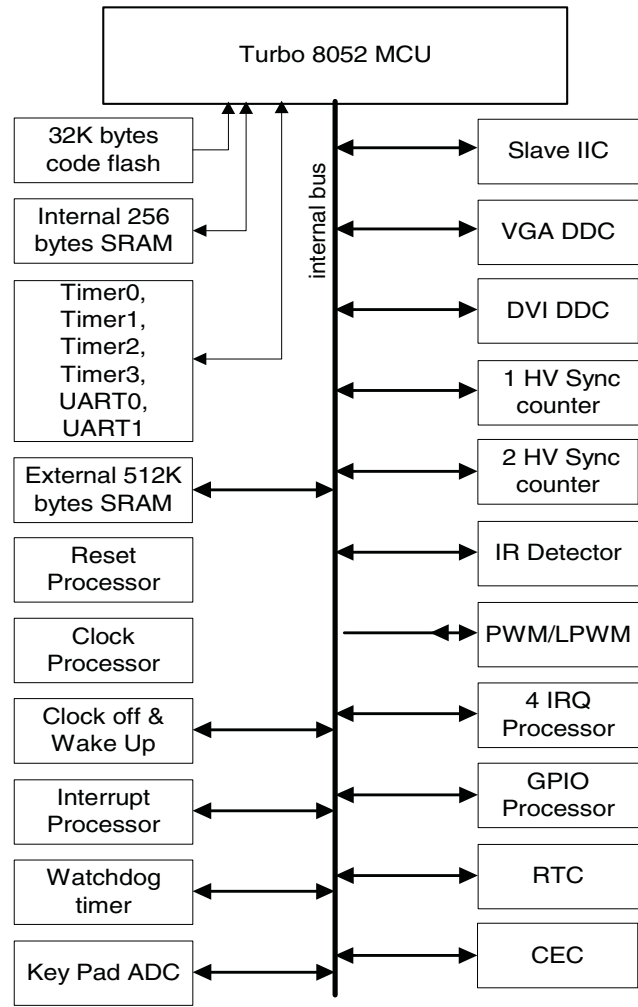 Turbo 8052 MCU
32K bytes
code flash
Internal 256
bytes SRAM
Timer0,
Timer1,
Timer2,
Timer3,
UART0,
UART1
External 512K
bytes SRAM
Reset
Processor
Clock
Processor
Clock off &
Wake Up
Interrupt
Processor
Watchdog
timer
Key Pad ADC
internal bus
Slave IIC
VGA DDC
DVI DDC
1 HV Sync
counter
2 HV Sync
counter
IR Detector
PWM/LPWM
4 IRQ
Processor
GPIO
Processor
RTC
CEC